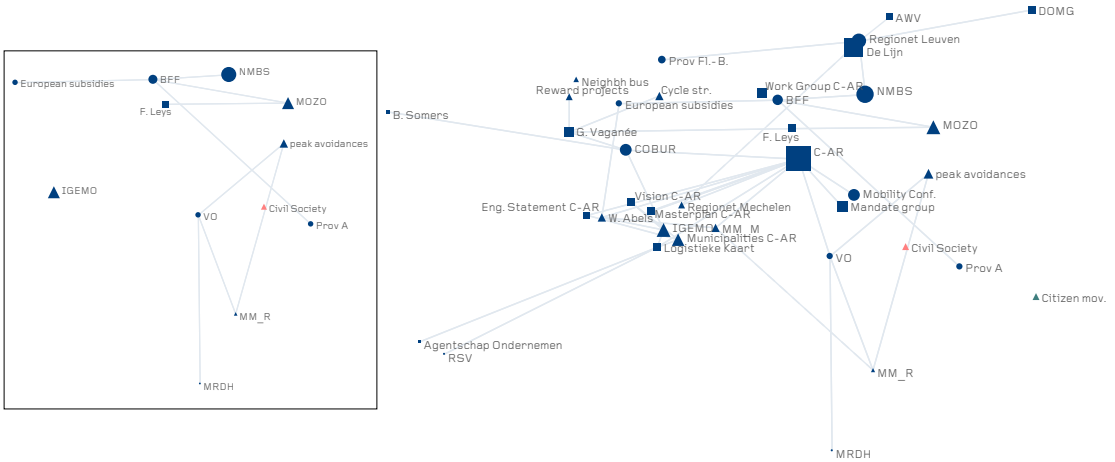 European subsidies
BFF
NMBS
F. Leys
MOZO
peak avoidances
IGEMO
VO
Civil Society
Prov A
MM_R
MRDH
DOMG
AWV
Regionet Leuven
De Lijn
Prov Fl.- B.
Neighbh bus
Reward projects
Cycle str.
Work Group C-AR
BFF
NMBS
European subsidies
B. Somers
G. Vaganée
F. Leys
MOZO
COBUR
C-AR
peak avoidances
Vision C-AR
Mobility Conf.
Eng. Statement C-AR
W. Abels
Masterplan C-AR
Regionet Mechelen
Mandate group
IGEMO
MM_M
Municipalities C-AR
Logistieke Kaart
VO
Civil Society
Prov A
Citizen mov.
Agentschap Ondernemen
RSV
MM_R
MRDH